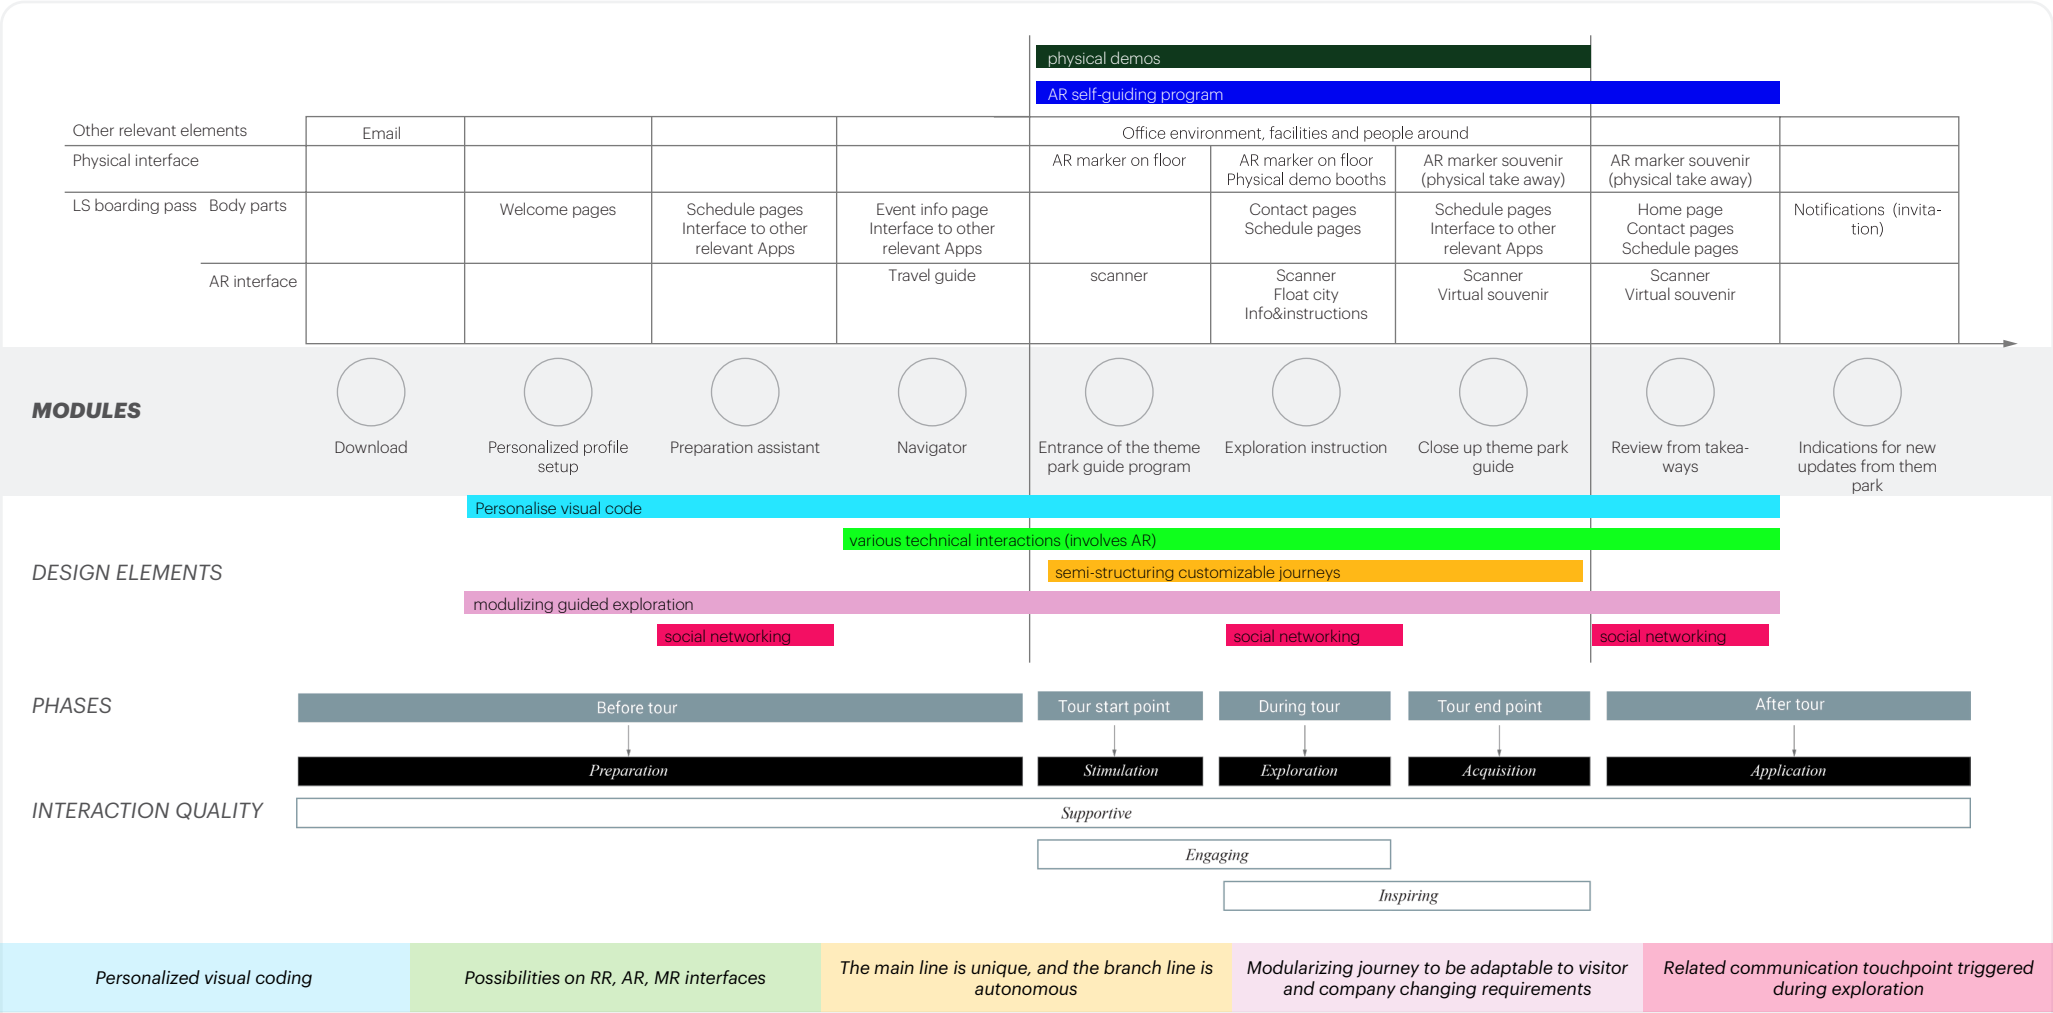 physical demos
AR self-guiding program
Other relevant elements
Email
Office environment, facilities and people around
Physical interface
AR marker on floor
AR marker on floor
Physical demo booths
AR marker souvenir
(physical take away)
AR marker souvenir
(physical take away)
LS boarding pass
Body parts
Welcome pages
Schedule pages
Interface to other
relevant Apps
Event info page
Interface to other
relevant Apps
Contact pages
Schedule pages
Schedule pages
Interface to other
relevant Apps
Home page
Contact pages
Schedule pages
Notifications (invita-
tion)
AR interface
Travel guide
scanner
Scanner
Float city
Info&instructions
Scanner
Virtual souvenir
Scanner
Virtual souvenir
MODULES
Download
Personalized profile
setup
Preparation assistant
Navigator
Entrance of the theme
park guide program
Exploration instruction
Close up theme park
guide
Review from takea-
ways
Indications for new
updates from them
park
DESIGN ELEMENTS
Personalise visual code
various technical interactions (involves AR)
semi-structuring customizable journeys
modulizing guided exploration
social networking
social networking
social networking
PHASES
Before tour
Tour start point
During tour
Tour end point
After tour
Preparation
Stimulation
Exploration
Acquisition
Application
INTERACTION QUALITY
Supportive
Engaging
Inspiring
Personalized visual coding
Possibilities on RR, AR, MR interfaces
The main line is unique, and the branch line is
autonomous
Modularizing journey to be adaptable to visitor
and company changing requirements
Related communication touchpoint triggered
during exploration